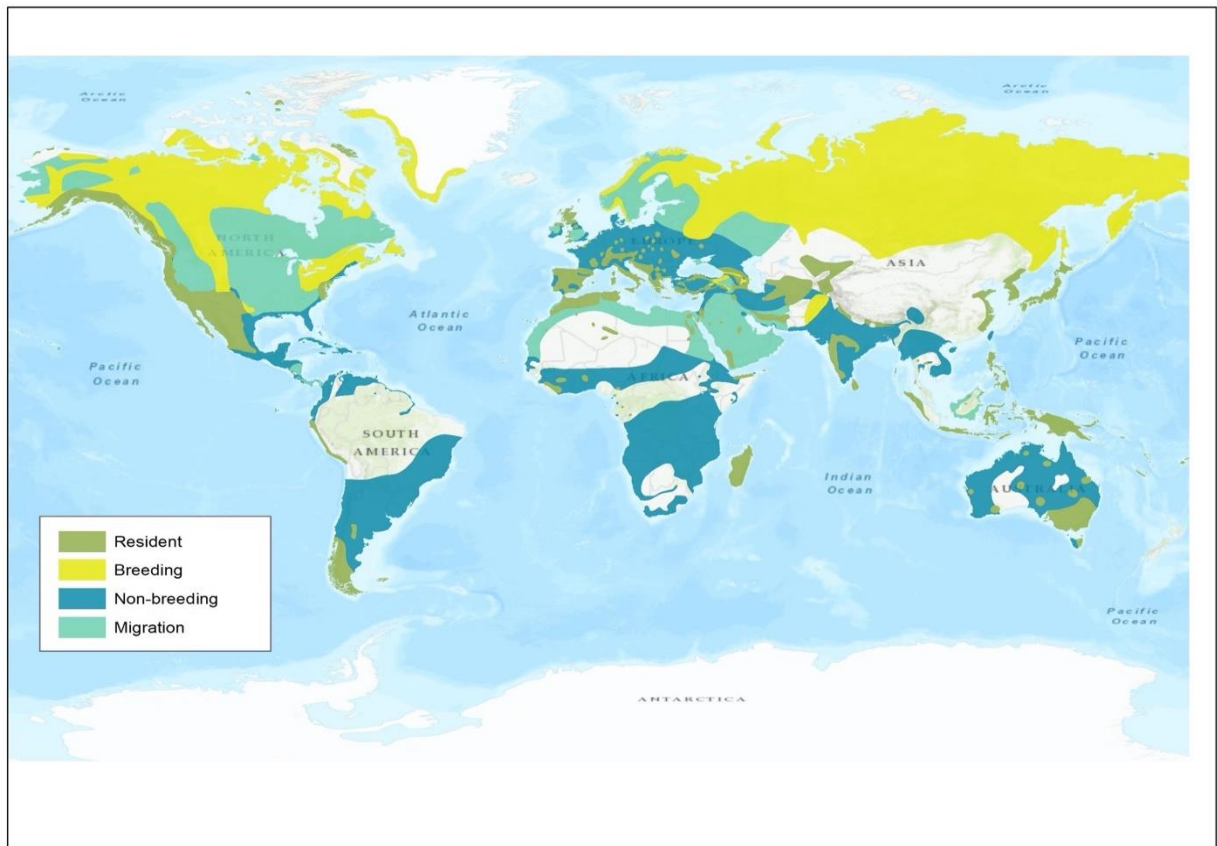 Arctic
Ocean
Arctic
Ocean
NORTH
AMERICA
EUROPE
ASIA
Atlantic
Ocean
Pacific
Ocean
Pacific
Ocean
AFRICA
SOUTH
AMERICA
Indian
Ocean
AUSTRALIA
Resident
Breeding
Non-breeding
Migration
Pacific
Ocean
ANTARCTICA